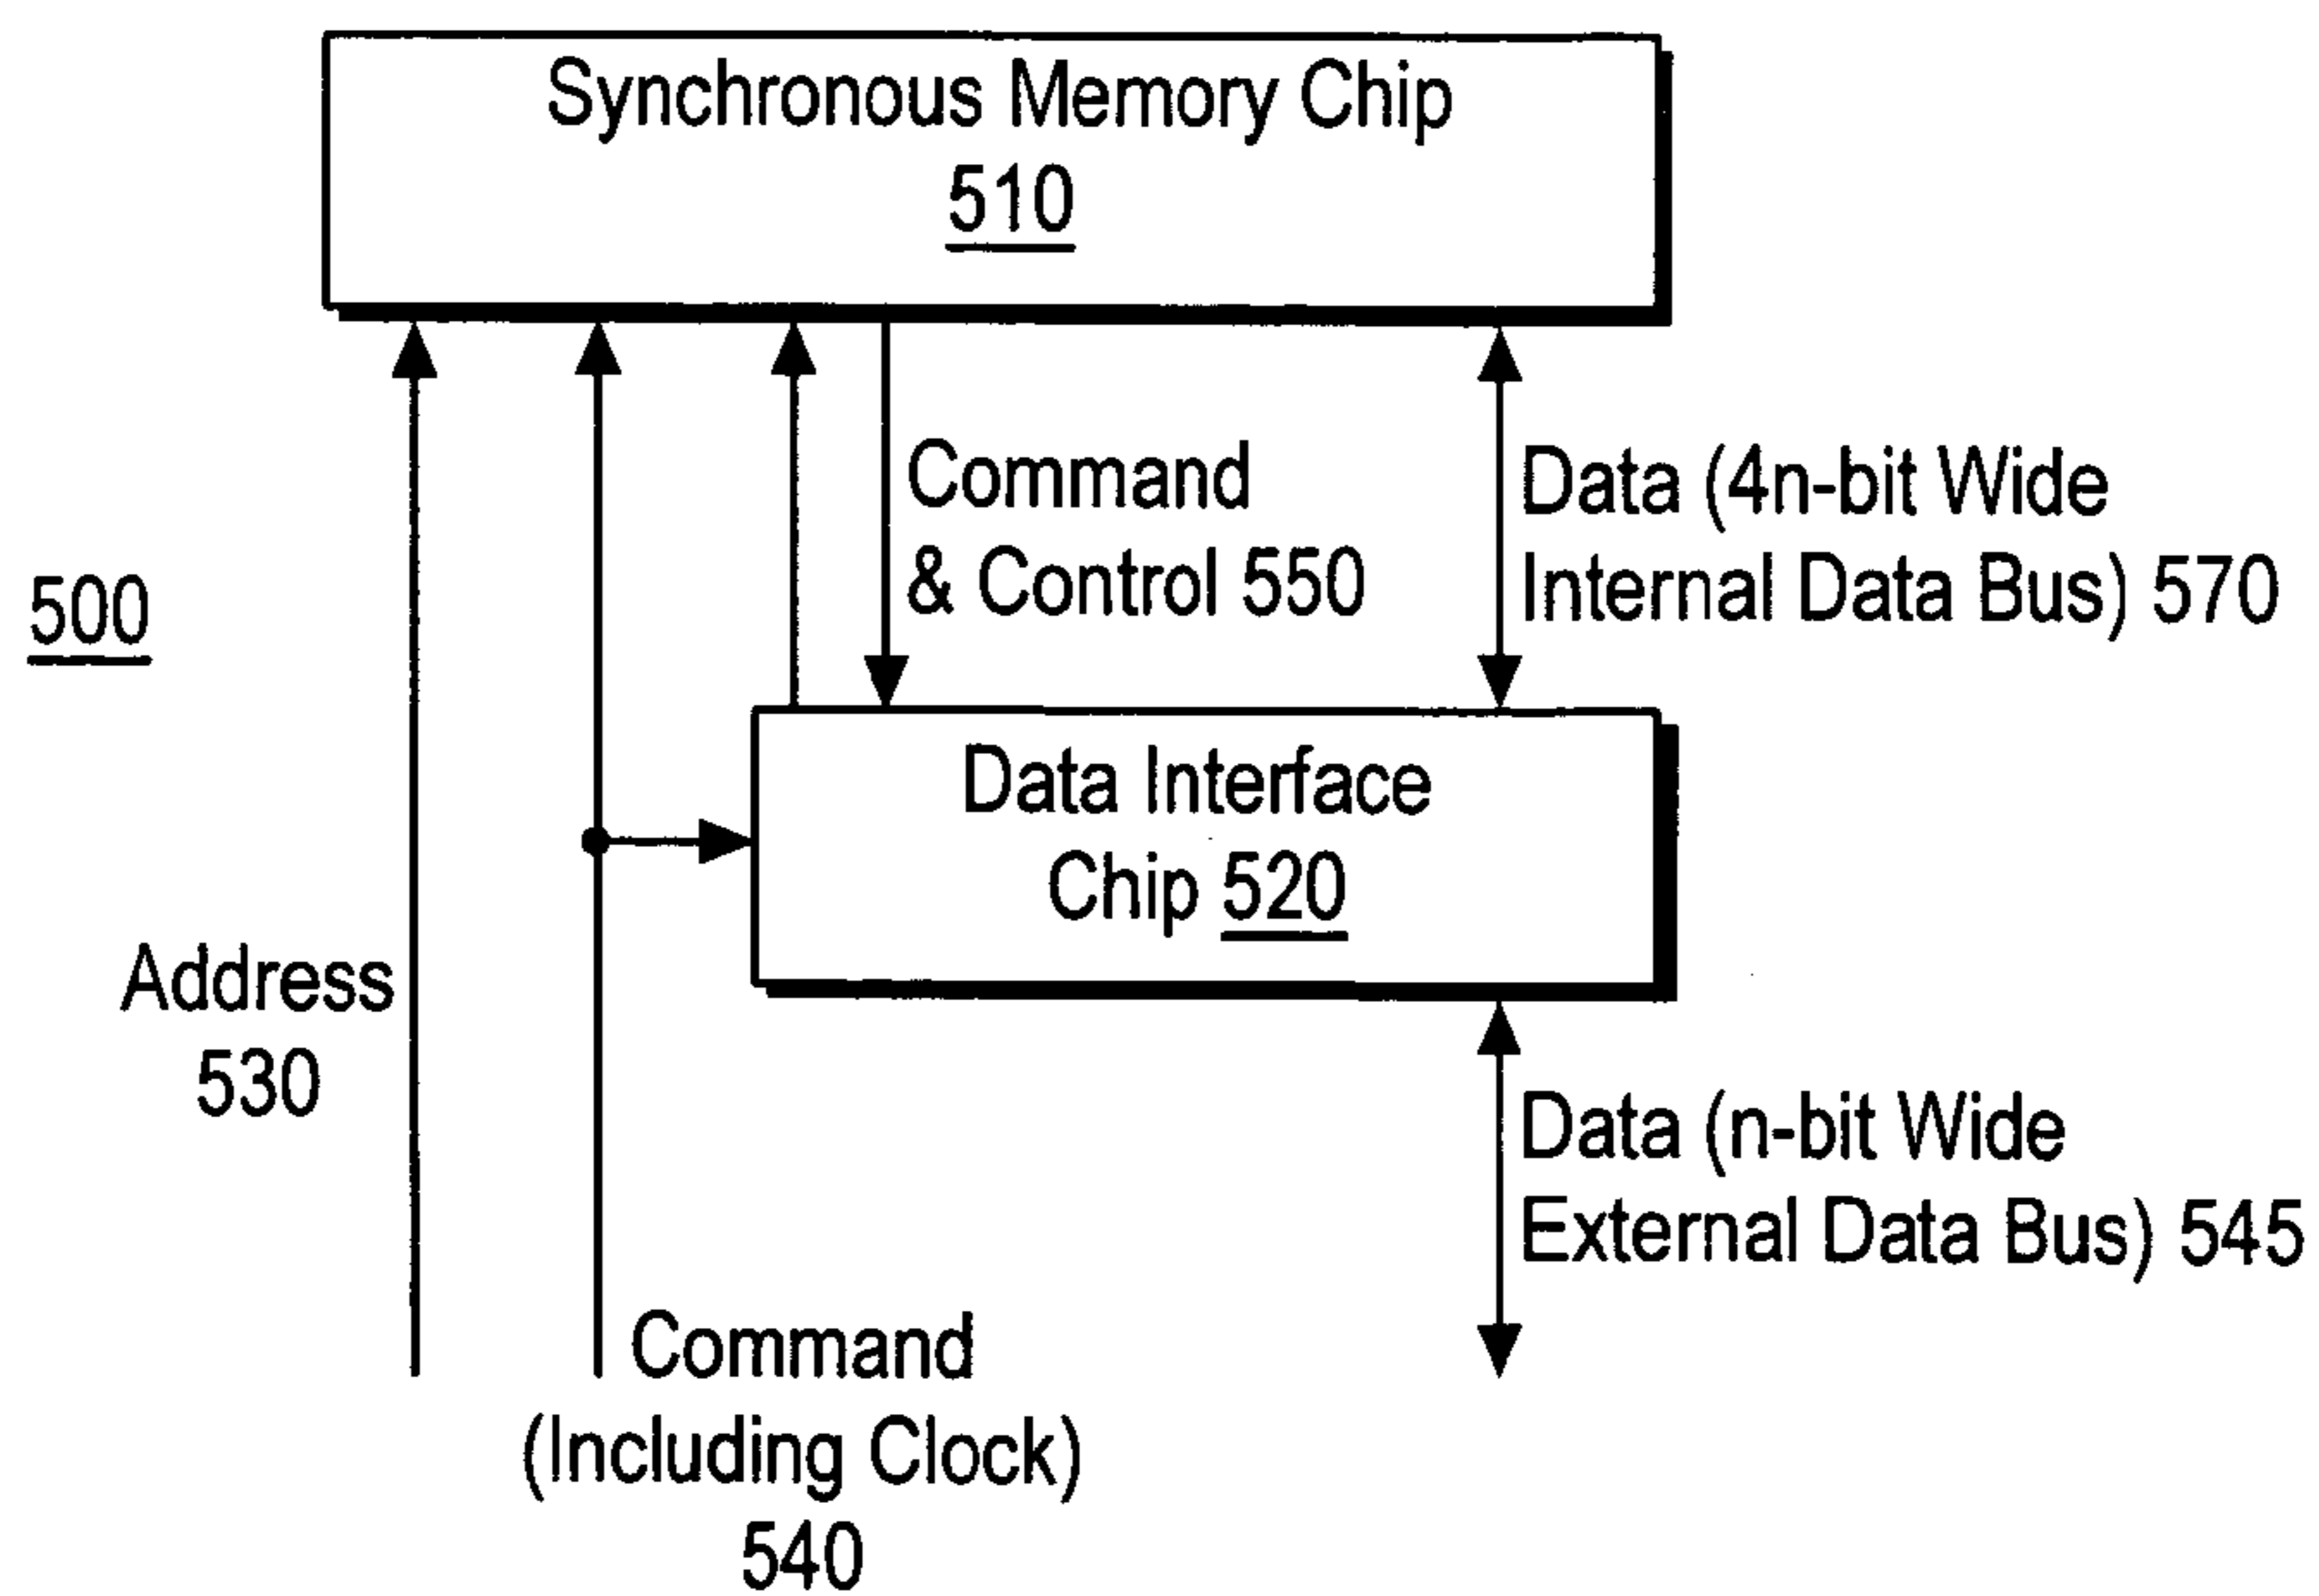 Synchronous Memory Chip
510
Command
& Control 550
Data (4n-bit Wide
Internal Data Bus) 570
500
Data Interface
Chip 520
Address
530
Data (n-bit Wide
External Data Bus) 545
Command
(Including Clock)
540